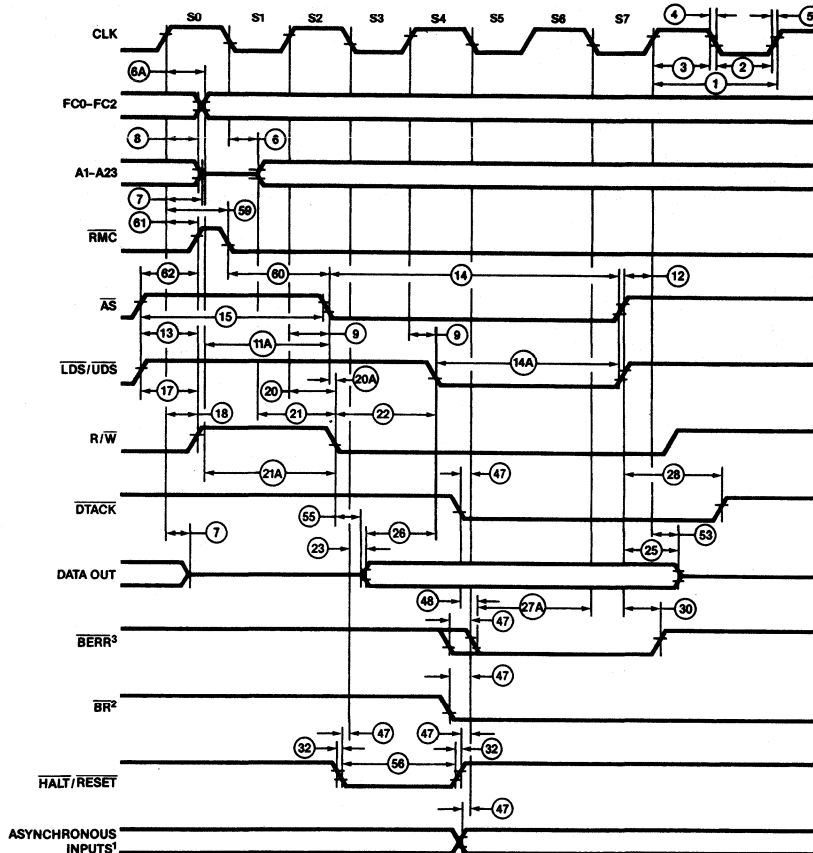 S0 S1 S2 S3 S4 S5 S6 S7
CLK
4 5
3 2
1
6A
FC0–FC2
8 6
A1–A23
7 59
61
RMC
62 60 14 12
AS
15
13 9 9
11A
LDS/UDS
14A
20A
17 20
18 21 22
R/W
21A 47 28
DTACK
55
7 26 53
23 25
DATA OUT
48 27A 30
47
BERR3
47
BR2
47 47
32 56 32
HALT/RESET
47
ASYNCHRONOUS
INPUTS1